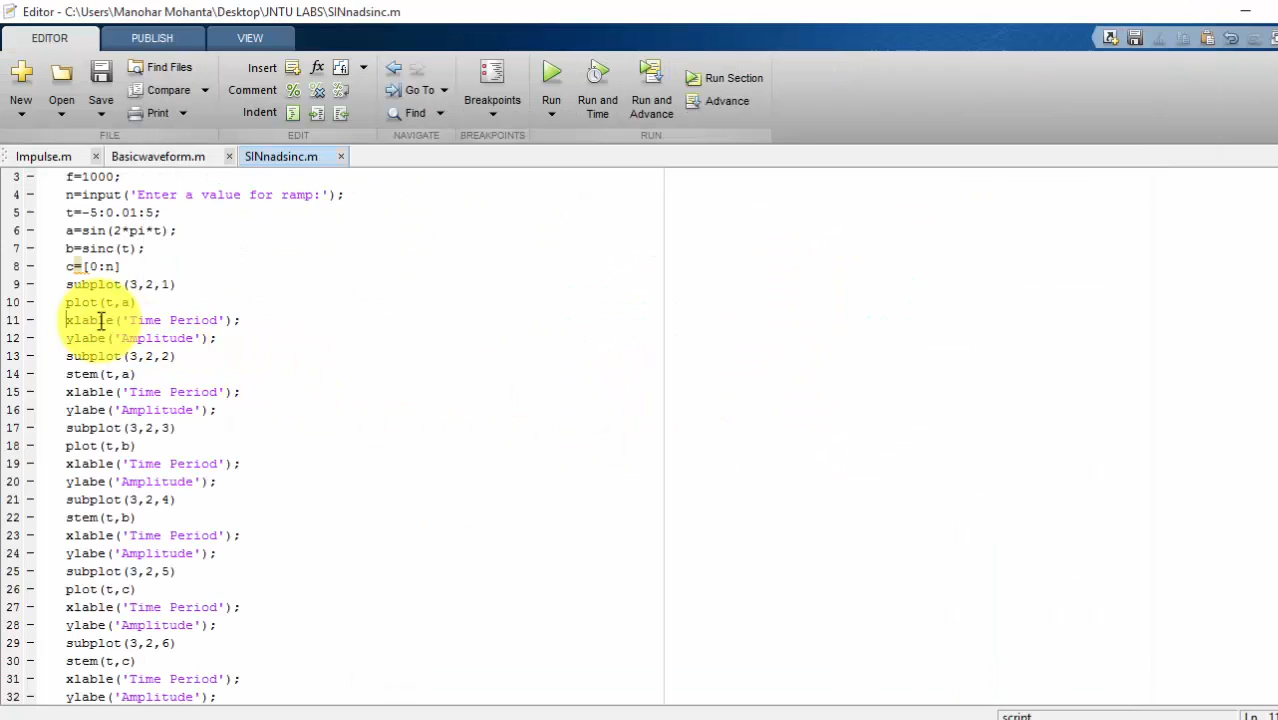 Editor - C:\Users\Manohar Mohanta\Desktop\JNTU LABS\SINnadsinc.m
EDITOR PUBLISH VIEW
New Open Save Find Files Compare Print
Insert fx Comment Indent
Go To Find
Breakpoints
Run Run and Time Run and Advance Run Section Advance
FILE EDIT NAVIGATE BREAKPOINTS RUN
Impulse.m × Basicwaveform.m × SINnadsinc.m ×
3 - f=1000;
4 - n=input('Enter a value for ramp:');
5 - t=-5:0.01:5;
6 - a=sin(2*pi*t);
7 - b=sinc(t);
8 - c=[0:n]
9 - subplot(3,2,1)
10 - plot(t,a)
11 - xlable('Time Period');
12 - ylabe('Amplitude');
13 - subplot(3,2,2)
14 - stem(t,a)
15 - xlable('Time Period');
16 - ylabe('Amplitude');
17 - subplot(3,2,3)
18 - plot(t,b)
19 - xlable('Time Period');
20 - ylabe('Amplitude');
21 - subplot(3,2,4)
22 - stem(t,b)
23 - xlable('Time Period');
24 - ylabe('Amplitude');
25 - subplot(3,2,5)
26 - plot(t,c)
27 - xlable('Time Period');
28 - ylabe('Amplitude');
29 - subplot(3,2,6)
30 - stem(t,c)
31 - xlable('Time Period');
32 - ylabe('Amplitude');
script Ln 11